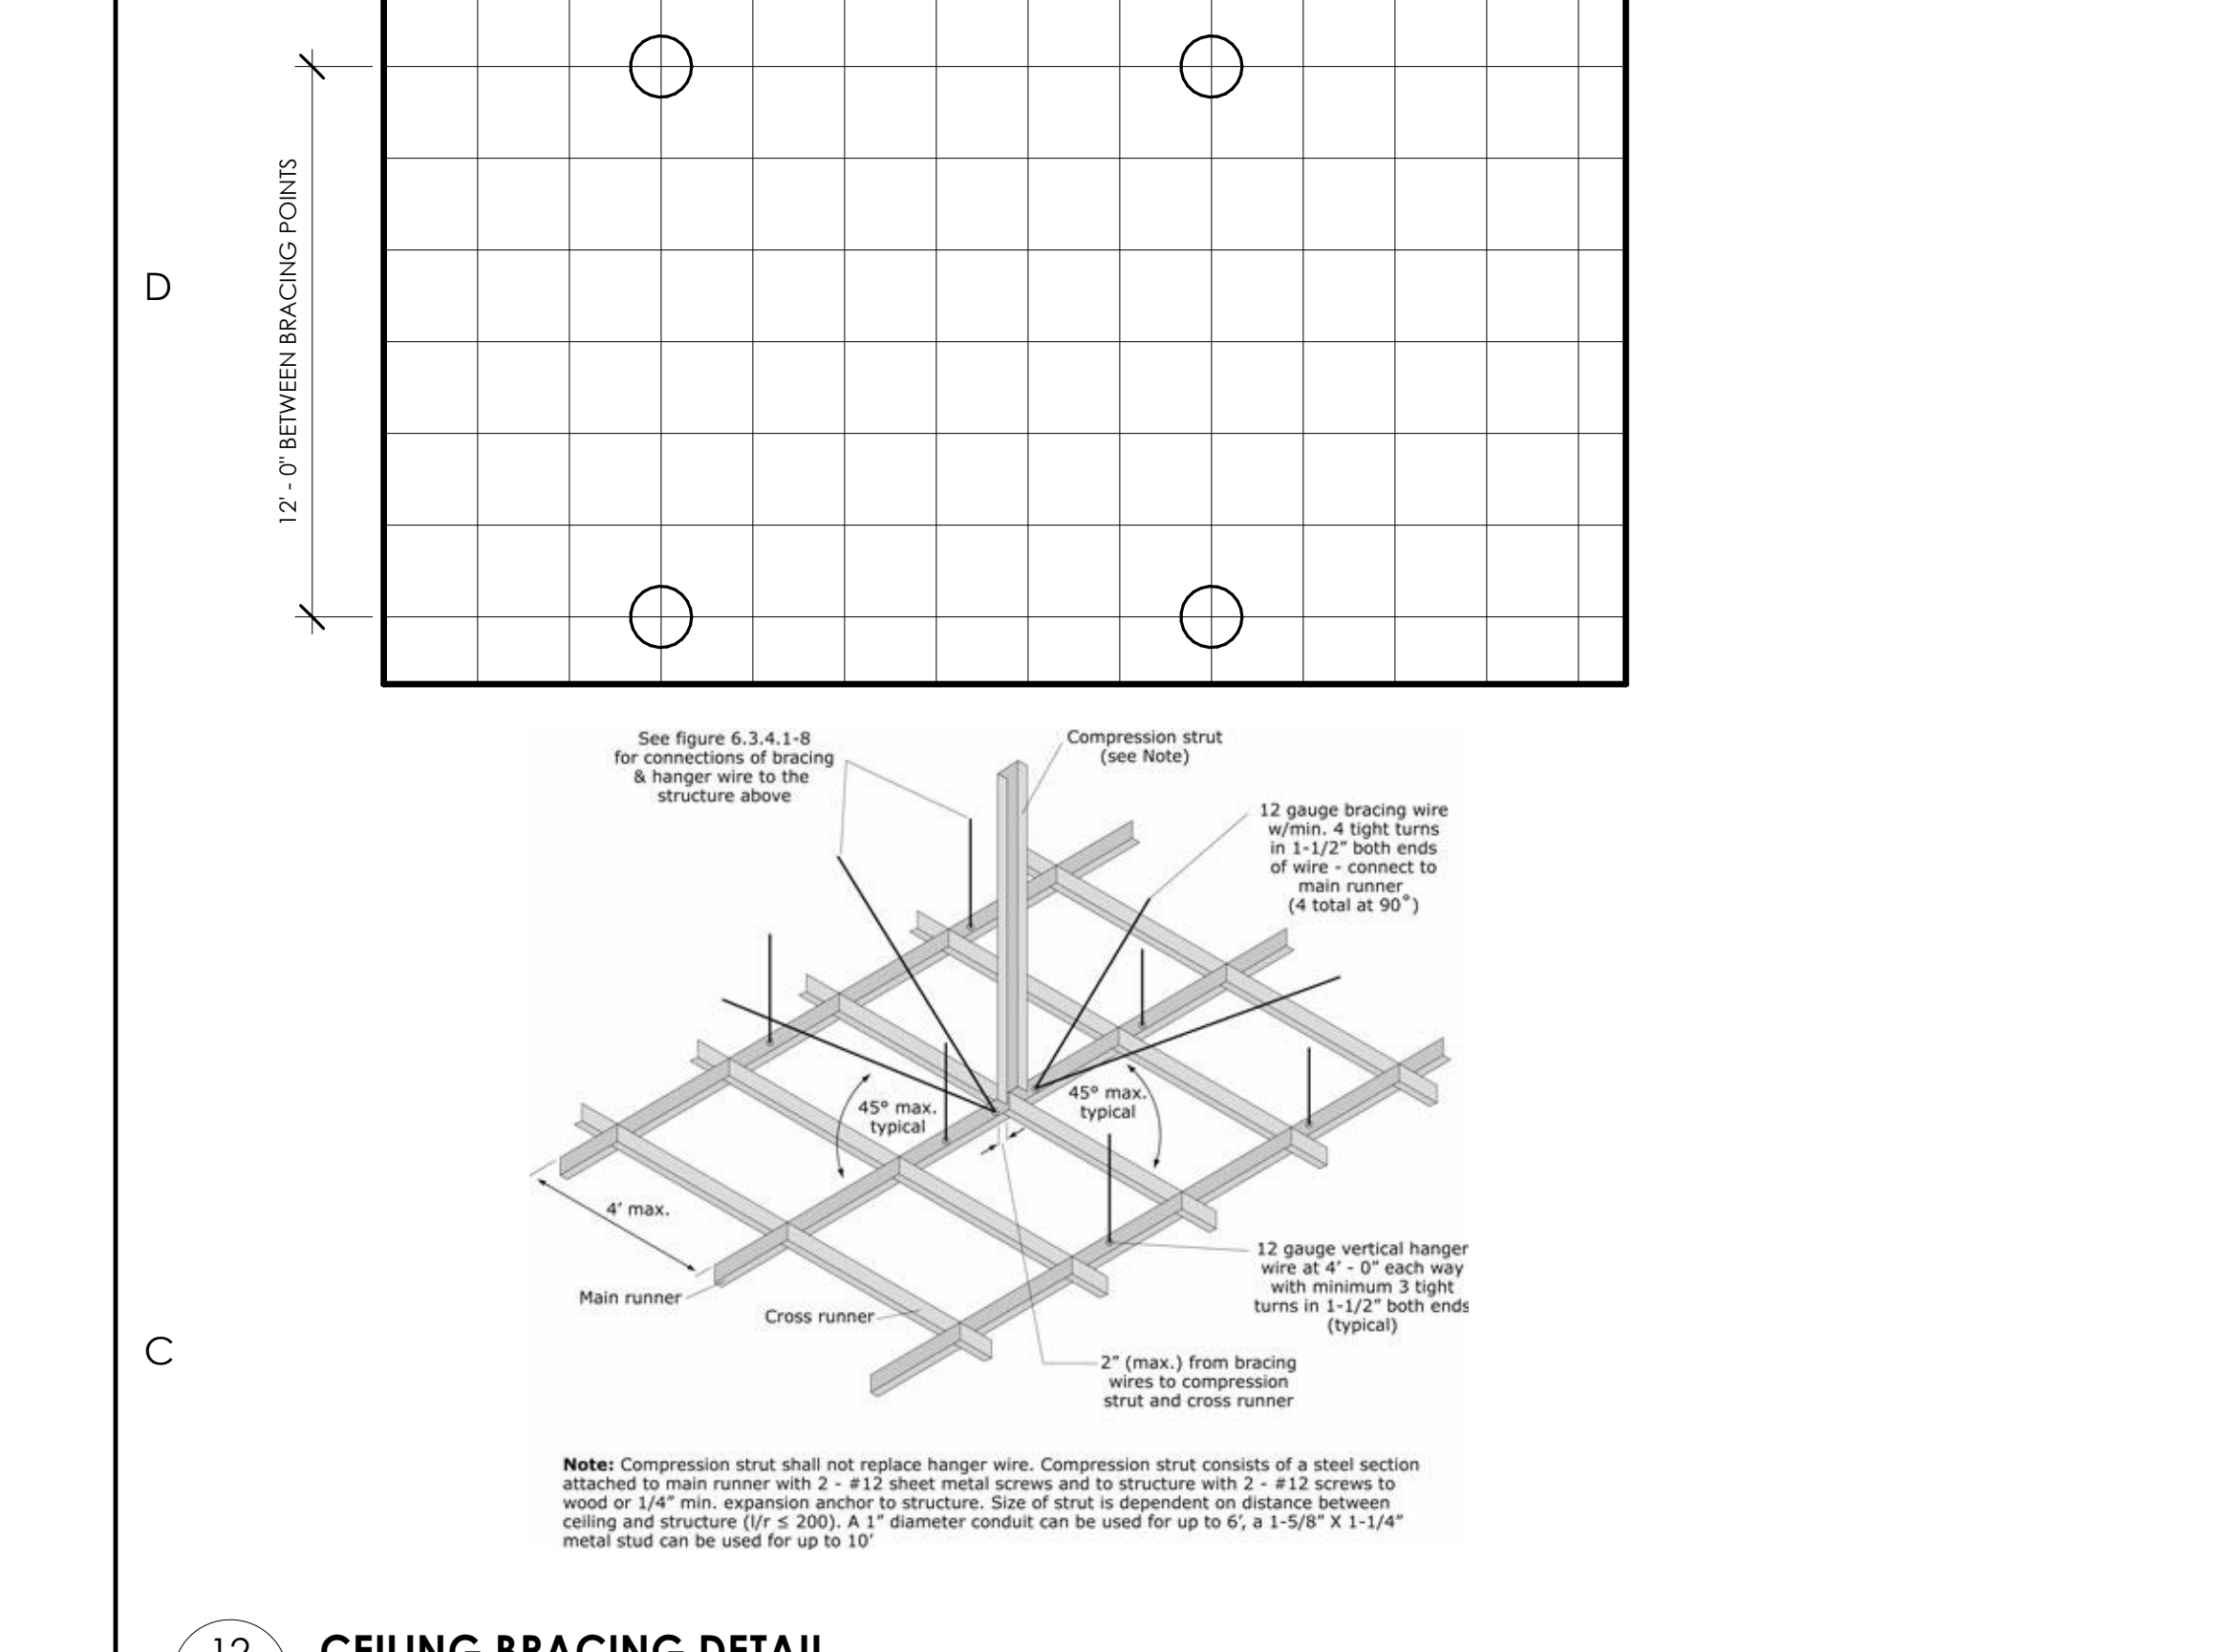 12' - 0" BETWEEN BRACING POINTS
D
See figure 6.3.4.1-8
for connections of bracing
& hanger wire to the
structure above
Compression strut
(see Note)
12 gauge bracing wire
w/min. 4 tight turns
in 1-1/2” both ends
of wire - connect to
main runner
(4 total at 90˚)
45° max.
typical
45° max.
typical
4’ max.
Main runner
Cross runner
12 gauge vertical hanger
wire at 4’ - 0” each way
with minimum 3 tight
turns in 1-1/2” both ends
(typical)
C
2” (max.) from bracing
wires to compression
strut and cross runner
Note: Compression strut shall not replace hanger wire. Compression strut consists of a steel section
attached to main runner with 2 - #12 sheet metal screws and to structure with 2 - #12 screws to
wood or 1/4” min. expansion anchor to structure. Size of strut is dependent on distance between
ceiling and structure (l/r ≤ 200). A 1” diameter conduit can be used for up to 6’, a 1-5/8” X 1-1/4”
metal stud can be used for up to 10’
12
CEILING BRACING DETAIL